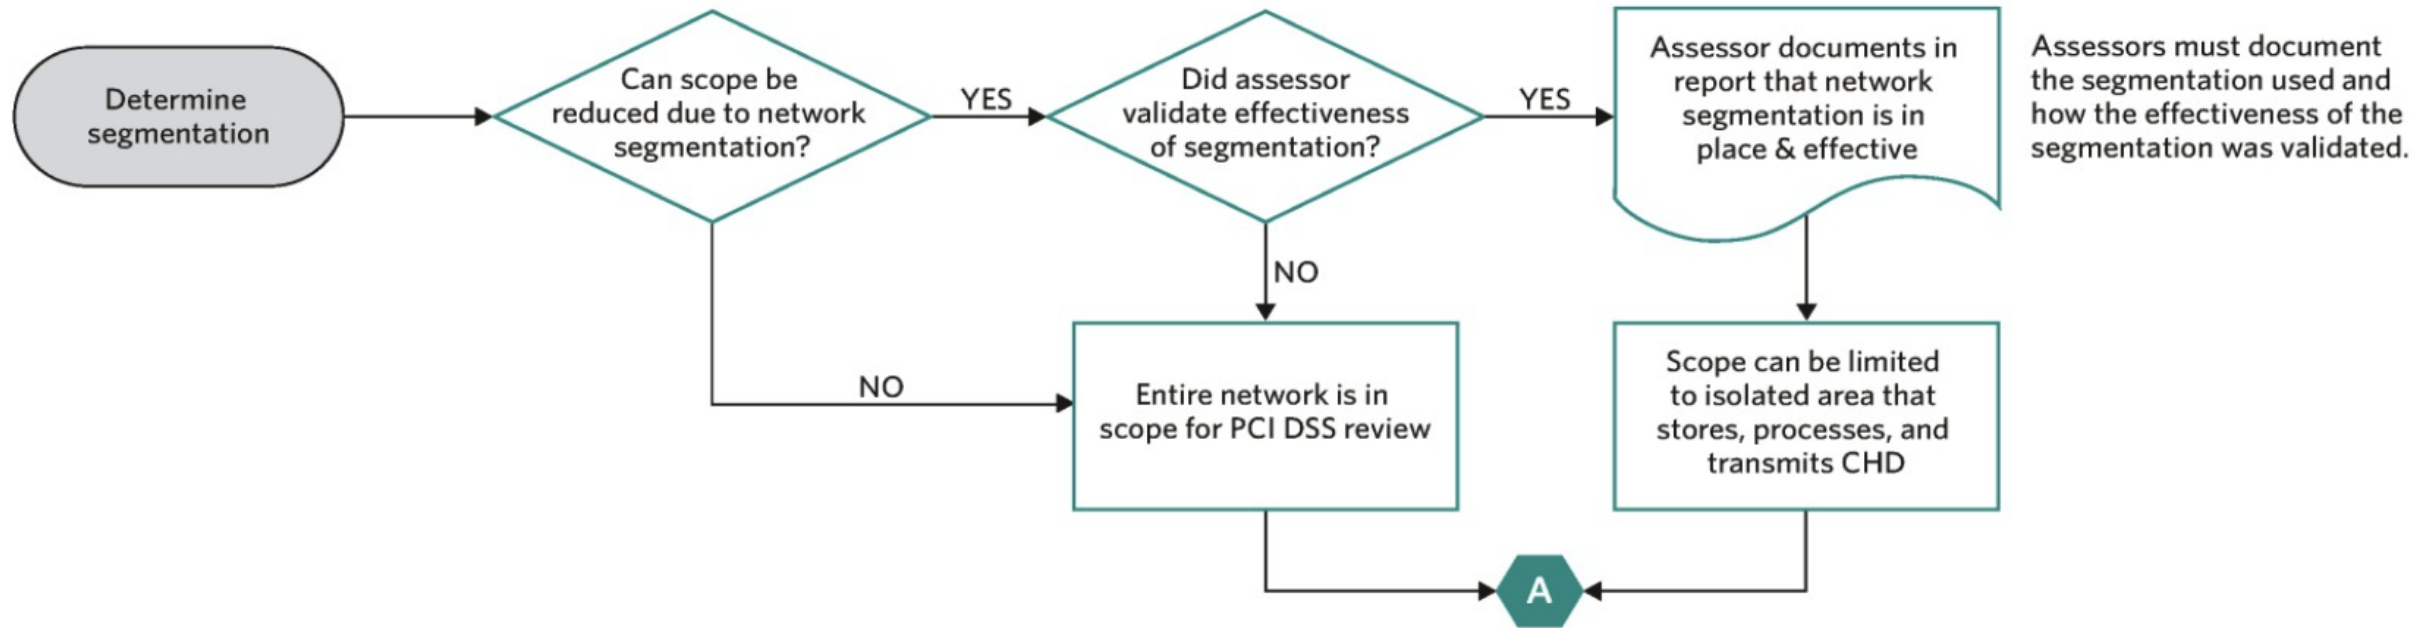 Determine
segmentation
Can scope be
reduced due to network
segmentation?
YES
Did assessor
validate effectiveness
of segmentation?
YES
Assessor documents in
report that network
segmentation is in
place & effective
Assessors must document
the segmentation used and
how the effectiveness of the
segmentation was validated.
NO
NO
Entire network is in
scope for PCI DSS review
Scope can be limited
to isolated area that
stores, processes, and
transmits CHD
A